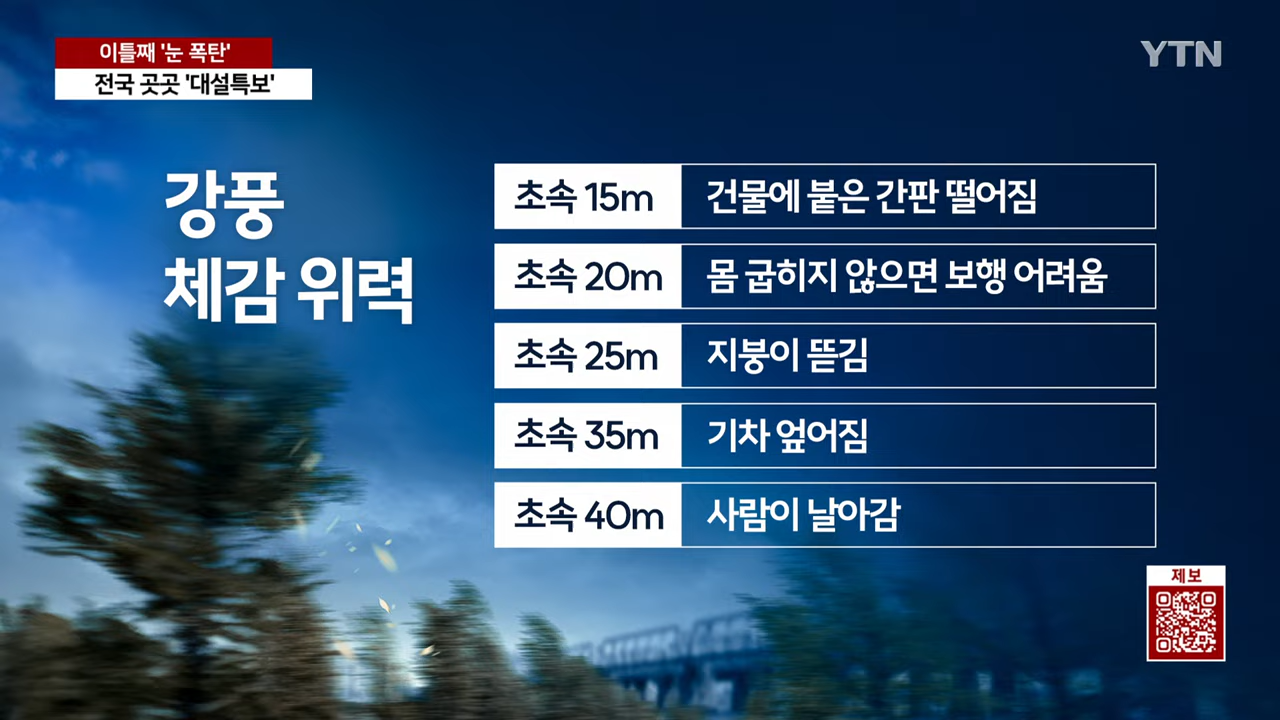 이틀째 '눈 폭탄'
전국 곳곳 '대설특보'
YTN
강풍
체감 위력
초속 15m 건물에 붙은 간판 떨어짐
초속 20m 몸 굽히지 않으면 보행 어려움
초속 25m 지붕이 뜯김
초속 35m 기차 엎어짐
초속 40m 사람이 날아감
제보